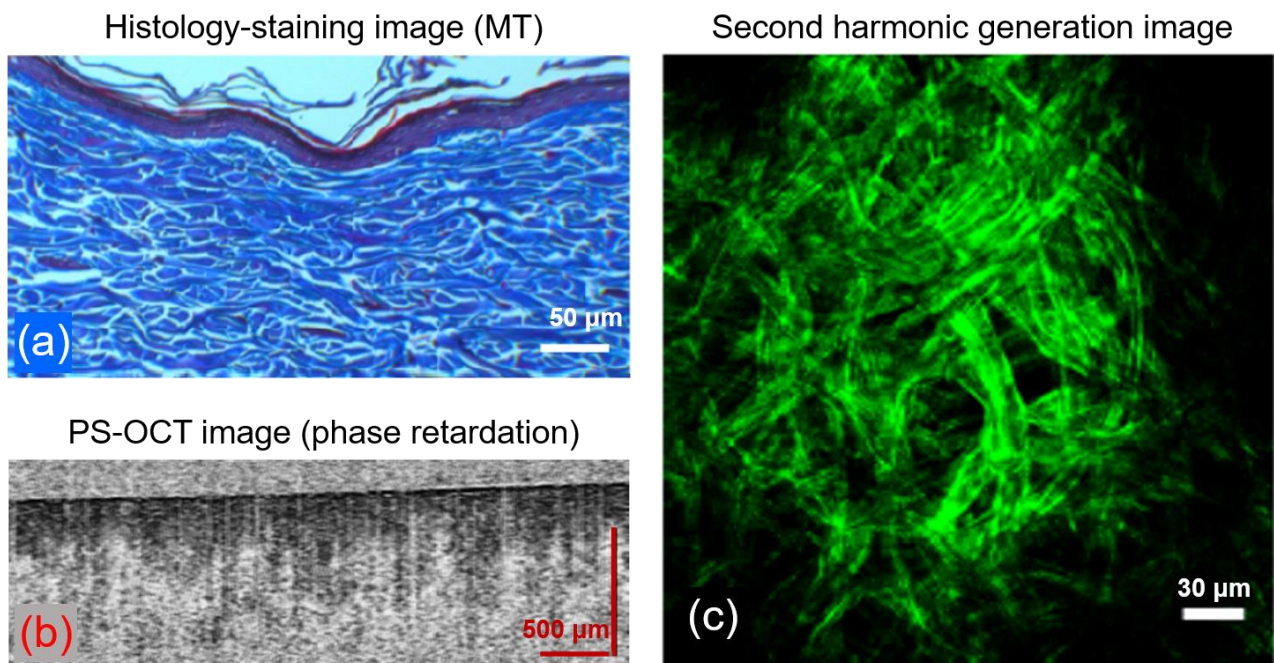 Histology-staining image (MT)
Second harmonic generation image
50 µm
(a)
PS-OCT image (phase retardation)
500 µm
(b)
30 µm
(c)